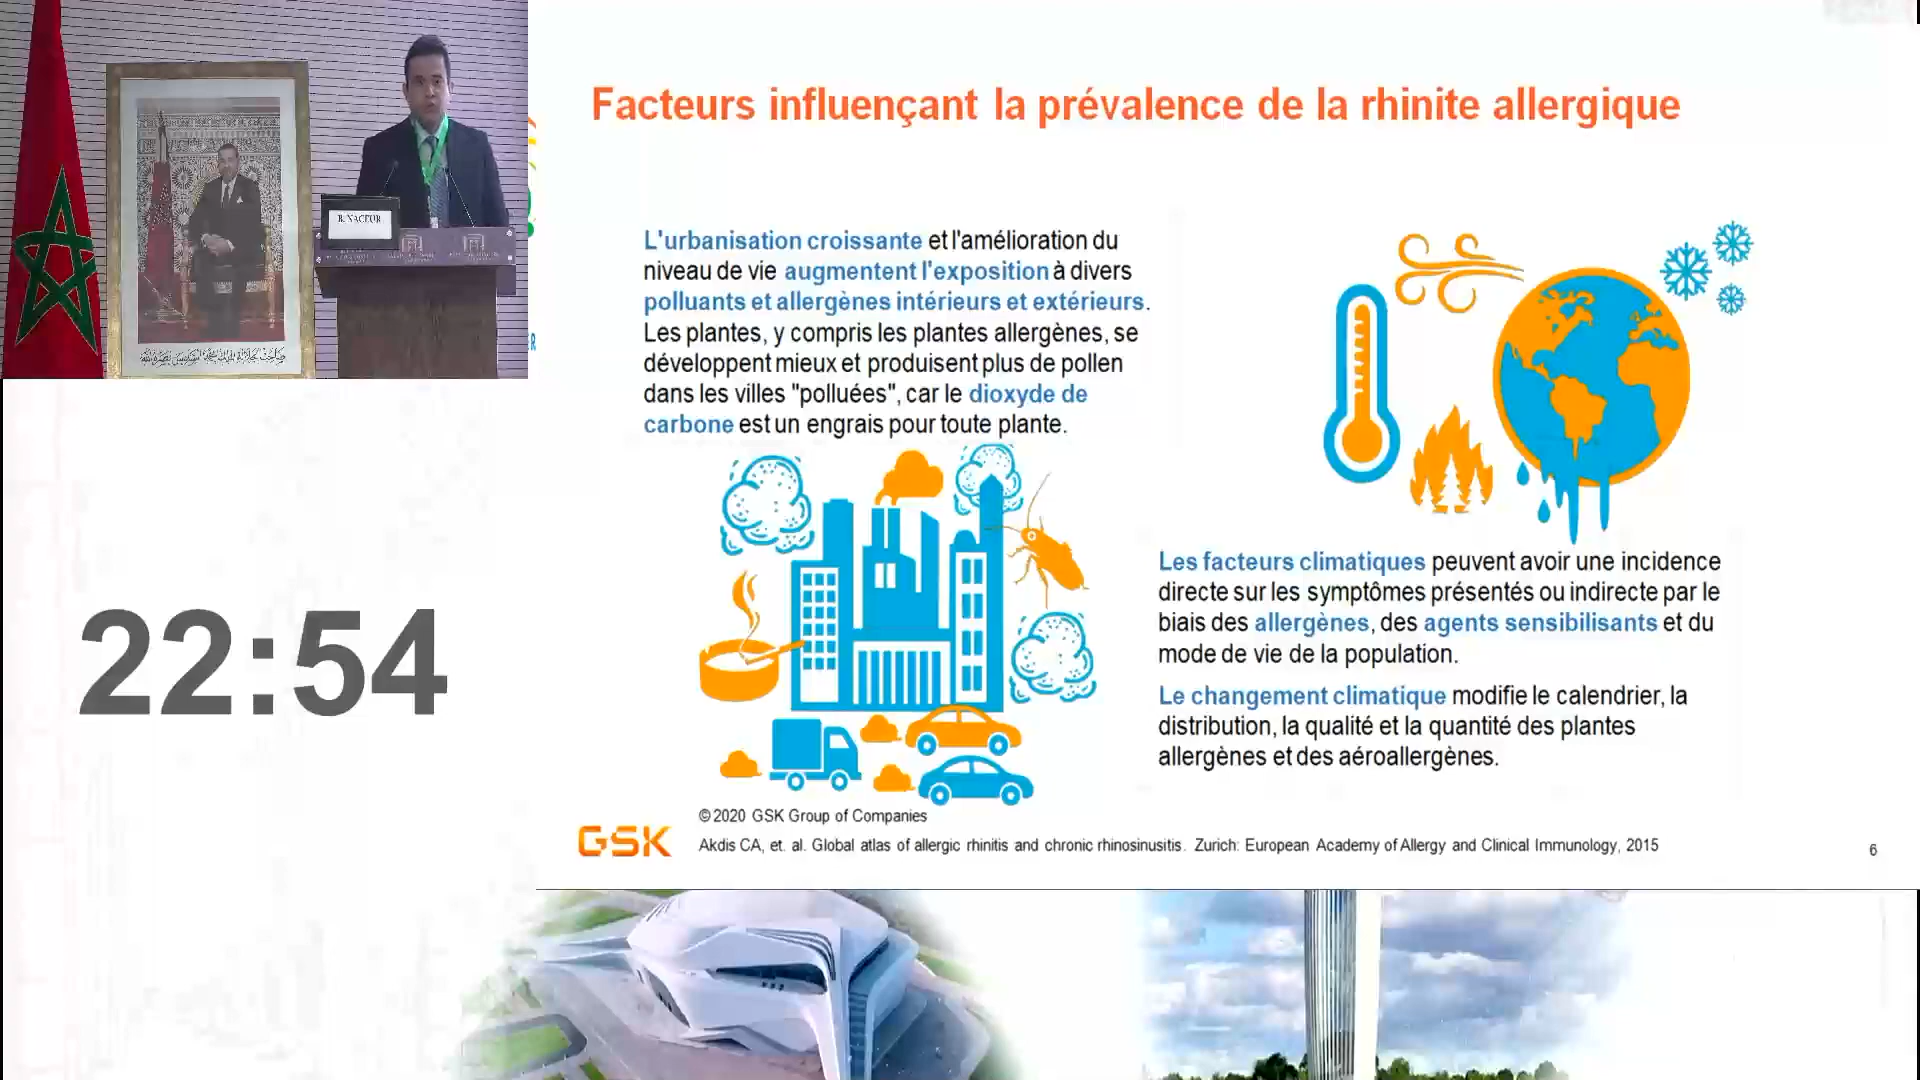 B. NACEUR
Facteurs influençant la prévalence de la rhinite allergique
L'urbanisation croissante et l'amélioration du
niveau de vie augmentent l'exposition à divers
polluants et allergènes intérieurs et extérieurs.
Les plantes, y compris les plantes allergènes, se
développent mieux et produisent plus de pollen
dans les villes "polluées", car le dioxyde de
carbone est un engrais pour toute plante.
Les facteurs climatiques peuvent avoir une incidence
directe sur les symptômes présentés ou indirecte par le
biais des allergènes, des agents sensibilisants et du
mode de vie de la population.
Le changement climatique modifie le calendrier, la
distribution, la qualité et la quantité des plantes
allergènes et des aéroallergènes.
22:54
© 2020 GSK Group of Companies
GSK
Akdis CA, et. al. Global atlas of allergic rhinitis and chronic rhinosinusitis. Zurich: European Academy of Allergy and Clinical Immunology, 2015
6